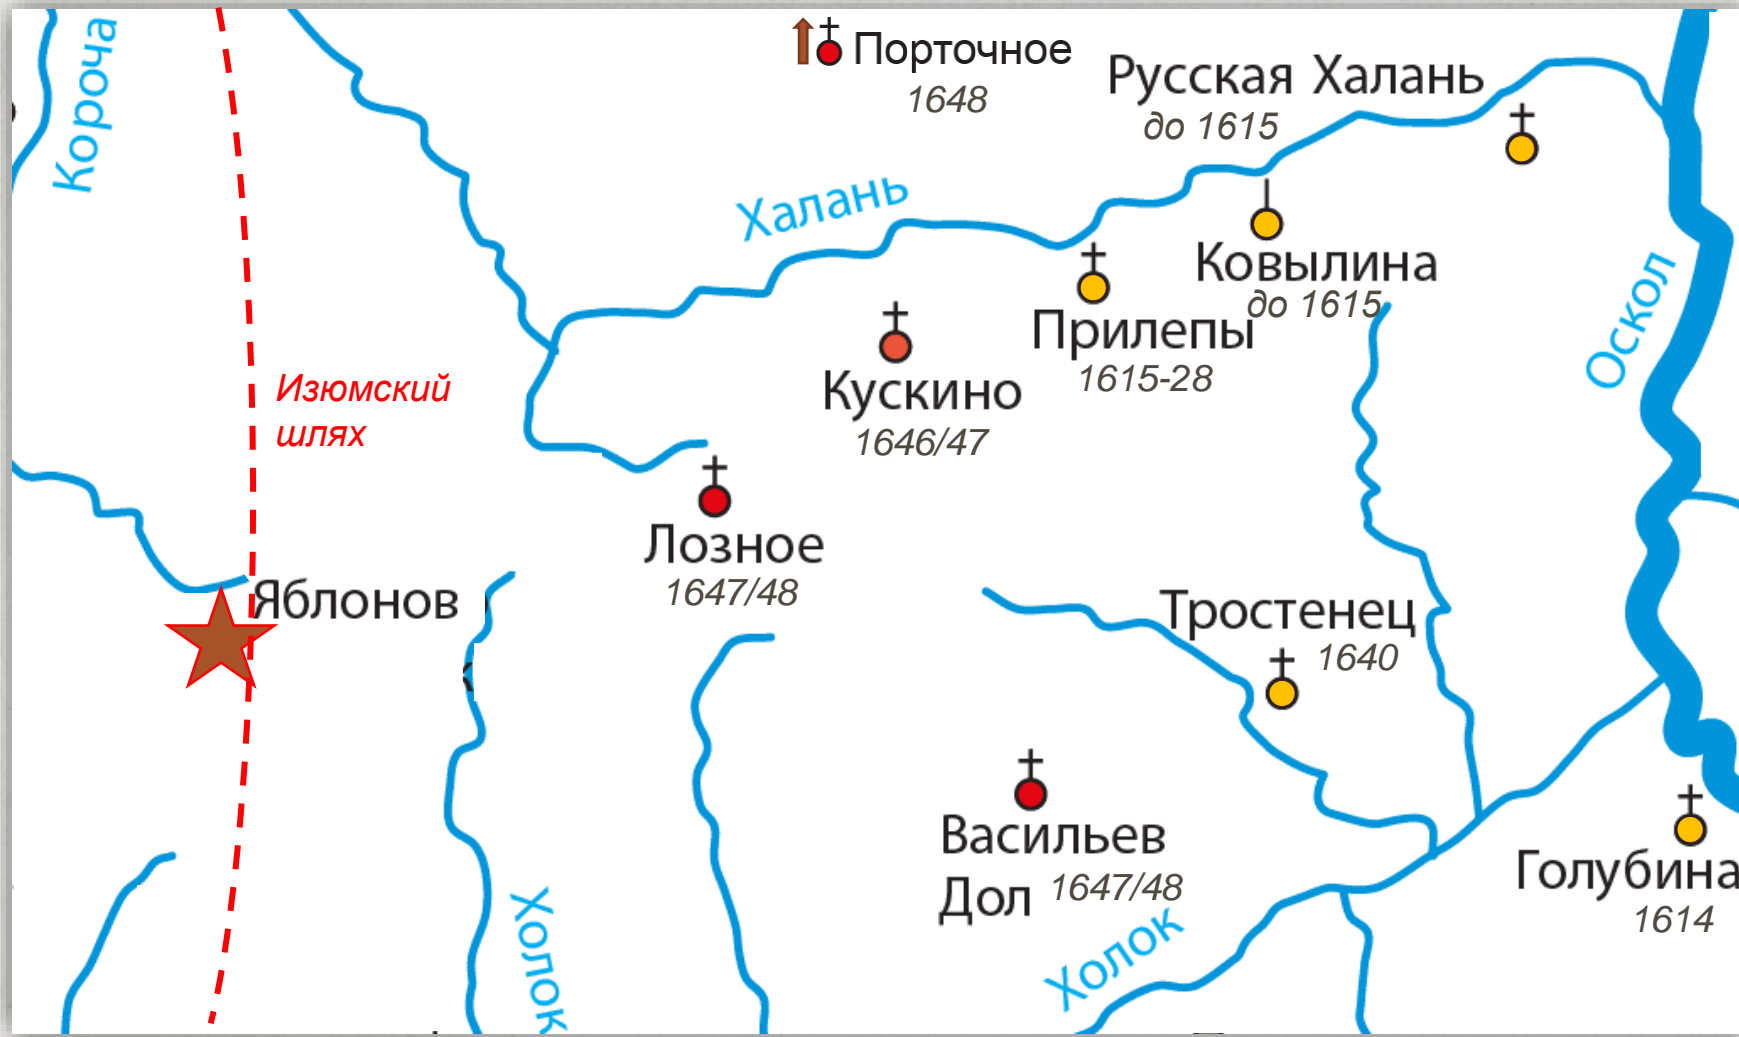 Короча
Порточное
1648
Русская Халань
до 1615
Халань
Ковылина
до 1615
Оскол
Прилепы
1615-28
Кускино
1646/47
Изюмский
шлях
Лозное
1647/48
Яблонов
Тростенец
1640
Васильев
Дол 1647/48
Голубина
1614
Холок
Холок